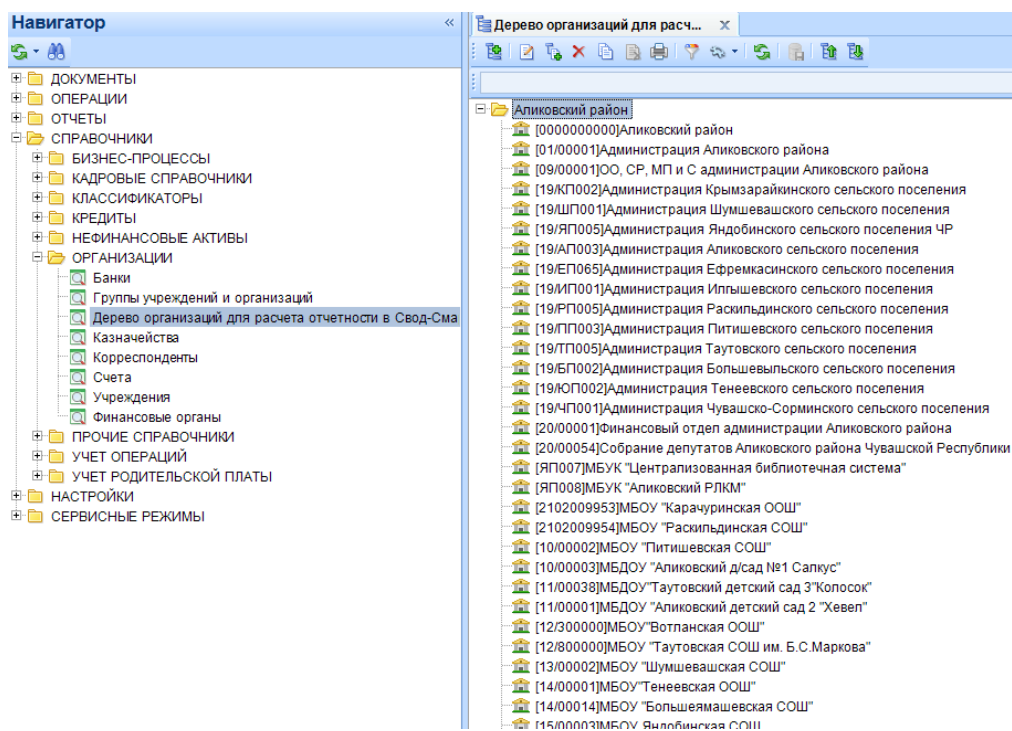 Навигатор
ДОКУМЕНТЫ
ОПЕРАЦИИ
ОТЧЕТЫ
СПРАВОЧНИКИ
БИЗНЕС-ПРОЦЕССЫ
КАДРОВЫЕ СПРАВОЧНИКИ
КЛАССИФИКАТОРЫ
КРЕДИТЫ
НЕФИНАНСОВЫЕ АКТИВЫ
ОРГАНИЗАЦИИ
Банки
Группы учреждений и организаций
Дерево организаций для расчета отчетности в Свод-Сма
Казначейства
Корреспонденты
Счета
Учреждения
Финансовые органы
ПРОЧИЕ СПРАВОЧНИКИ
УЧЕТ ОПЕРАЦИЙ
УЧЕТ РОДИТЕЛЬСКОЙ ПЛАТЫ
НАСТРОЙКИ
СЕРВИСНЫЕ РЕЖИМЫ
Дерево организаций для расч...
Аликовский район
[0000000000]Аликовский район
[01/00001]Администрация Аликовского района
[09/00001]ОО, СР, МП и С администрации Аликовского района
[19/КП002]Администрация Крымзарайкинского сельского поселения
[19/ШП001]Администрация Шумшевашского сельского поселения
[19/ЯП005]Администрация Яндобинского сельского поселения ЧР
[19/АП003]Администрация Аликовского сельского поселения
[19/ЕП065]Администрация Ефремкасинского сельского поселения
[19/ИП001]Администрация Илгышевского сельского поселения
[19/РП005]Администрация Раскильдинского сельского поселения
[19/ПП003]Администрация Питишевского сельского поселения
[19/ТП005]Администрация Таутовского сельского поселения
[19/БП002]Администрация Большевыльского сельского поселения
[19/ЮП002]Администрация Тенеевского сельского поселения
[19/ЧП001]Администрация Чувашско-Сорминского сельского поселения
[20/00001]Финансовый отдел администрации Аликовского района
[20/00054]Собрание депутатов Аликовского района Чувашской Республики
[ЯП007]МБУК "Централизованная библиотечная система"
[ЯП008]МБУК "Аликовский РЛКМ"
[2102009953]МБОУ "Карачуринская ООШ"
[2102009954]МБОУ "Раскильдинская СОШ"
[10/00002]МБОУ "Питишевская СОШ"
[10/00003]МБДОУ "Аликовский д/сад №1 Салкус"
[11/00038]МБДОУ"Таутовский детский сад 3"Колосок"
[11/00001]МБДОУ "Аликовский детский сад 2 "Хевел"
[12/300000]МБОУ"Вотланская ООШ"
[12/800000]МБОУ "Таутовская СОШ им. Б.С.Маркова"
[13/00002]МБОУ "Шумшевашская СОШ"
[14/00001]МБОУ"Тенеевская ООШ"
[14/00014]МБОУ "Большеямашевская СОШ"
[15/00003]МБОУ Яндобинская СОШ